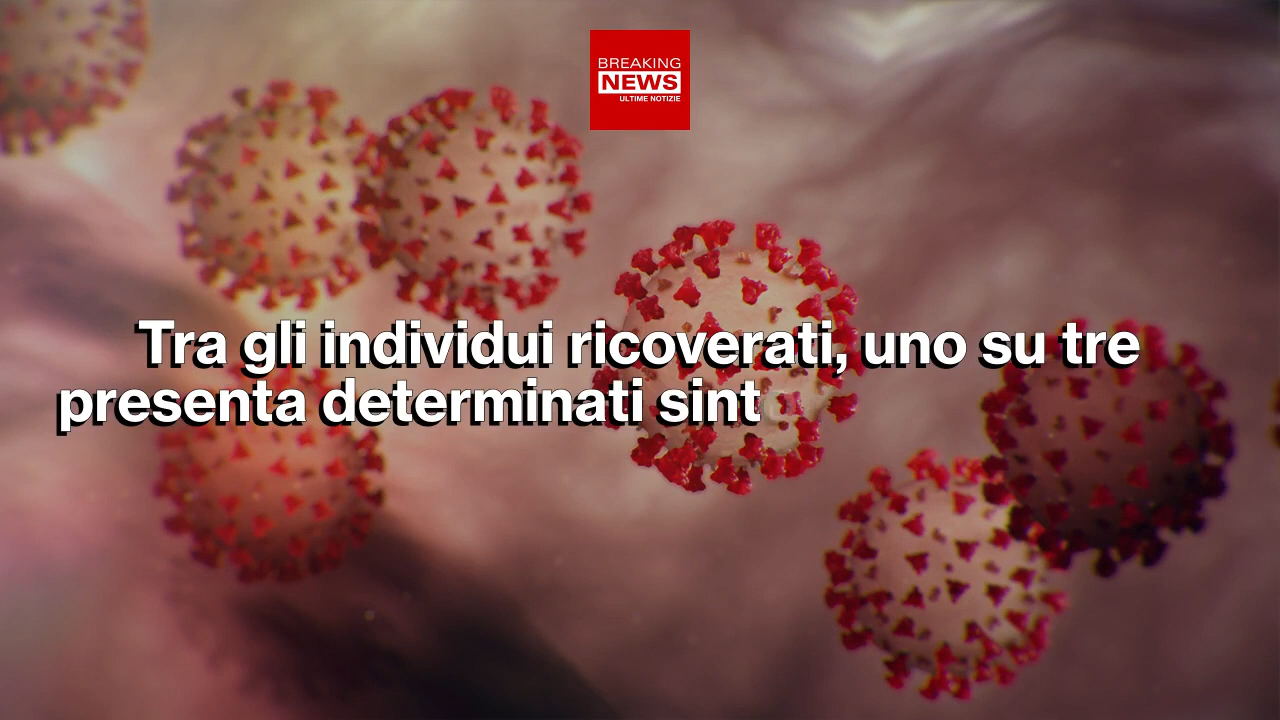 BREAKING
NEWS
ULTIME NOTIZIE
Tra gli individui ricoverati, uno su tre
presenta determinati sint